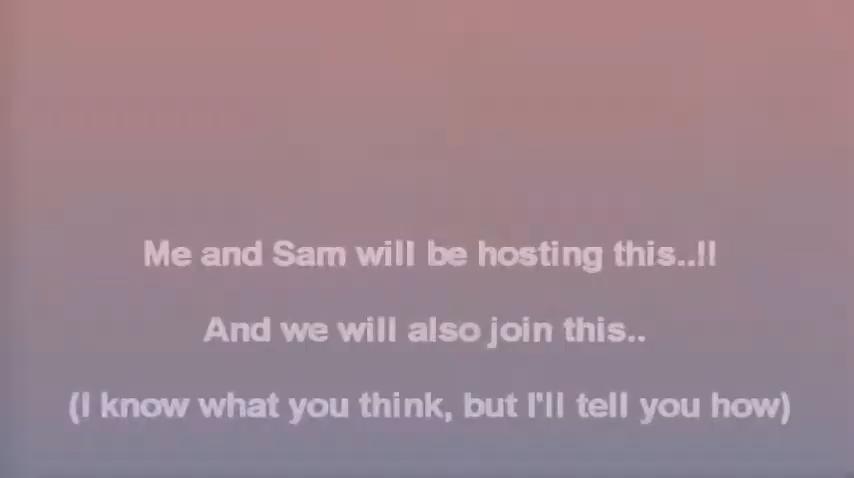 Me and Sam will be hosting this..!!
And we will also join this..
(I know what you think, but I'll tell you how)